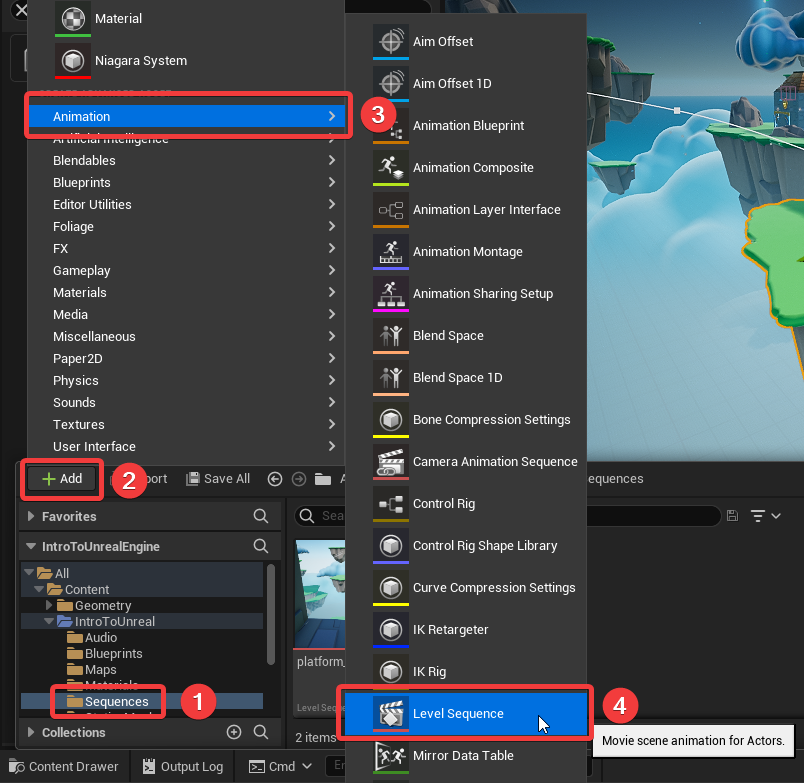 Material
Niagara System
Animation
3
Artificial Intelligence
Blendables
Blueprints
Editor Utilities
Foliage
FX
Gameplay
Materials
Media
Miscellaneous
Paper2D
Physics
Sounds
Textures
User Interface
Aim Offset
Aim Offset 1D
Animation Blueprint
Animation Composite
Animation Layer Interface
Animation Montage
Animation Sharing Setup
Blend Space
Blend Space 1D
Bone Compression Settings
Camera Animation Sequence
Control Rig
Control Rig Shape Library
Curve Compression Settings
IK Retargeter
IK Rig
Level Sequence
4
Mirror Data Table
Movie scene animation for Actors.
Add
2
port
Save All
A
equences
Favorites
Sea
IntroToUnrealEngine
All
Content
Geometry
IntroToUnreal
Audio
Blueprints
Maps
Materials
Sequences
1
platform_
Level Seque
Collections
2 items
Content Drawer
Output Log
Cmd